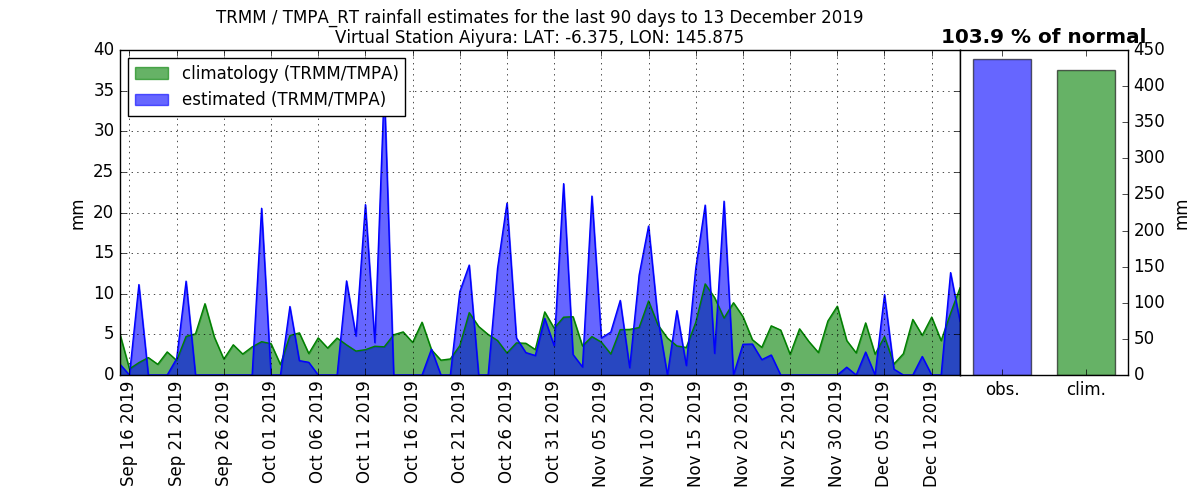 TRMM / TMPA_RT rainfall estimates for the last 90 days to 13 December 2019
Virtual Station Aiyura: LAT: -6.375, LON: 145.875
103.9 % of normal
climatology (TRMM/TMPA)
estimated (TRMM/TMPA)
40
35
30
25
20
15
10
5
0
mm
Sep 16 2019
Sep 21 2019
Sep 26 2019
Oct 01 2019
Oct 06 2019
Oct 11 2019
Oct 16 2019
Oct 21 2019
Oct 26 2019
Oct 31 2019
Nov 05 2019
Nov 10 2019
Nov 15 2019
Nov 20 2019
Nov 25 2019
Nov 30 2019
Dec 05 2019
Dec 10 2019
obs.
clim.
450
400
350
300
250
200
150
100
50
0
mm